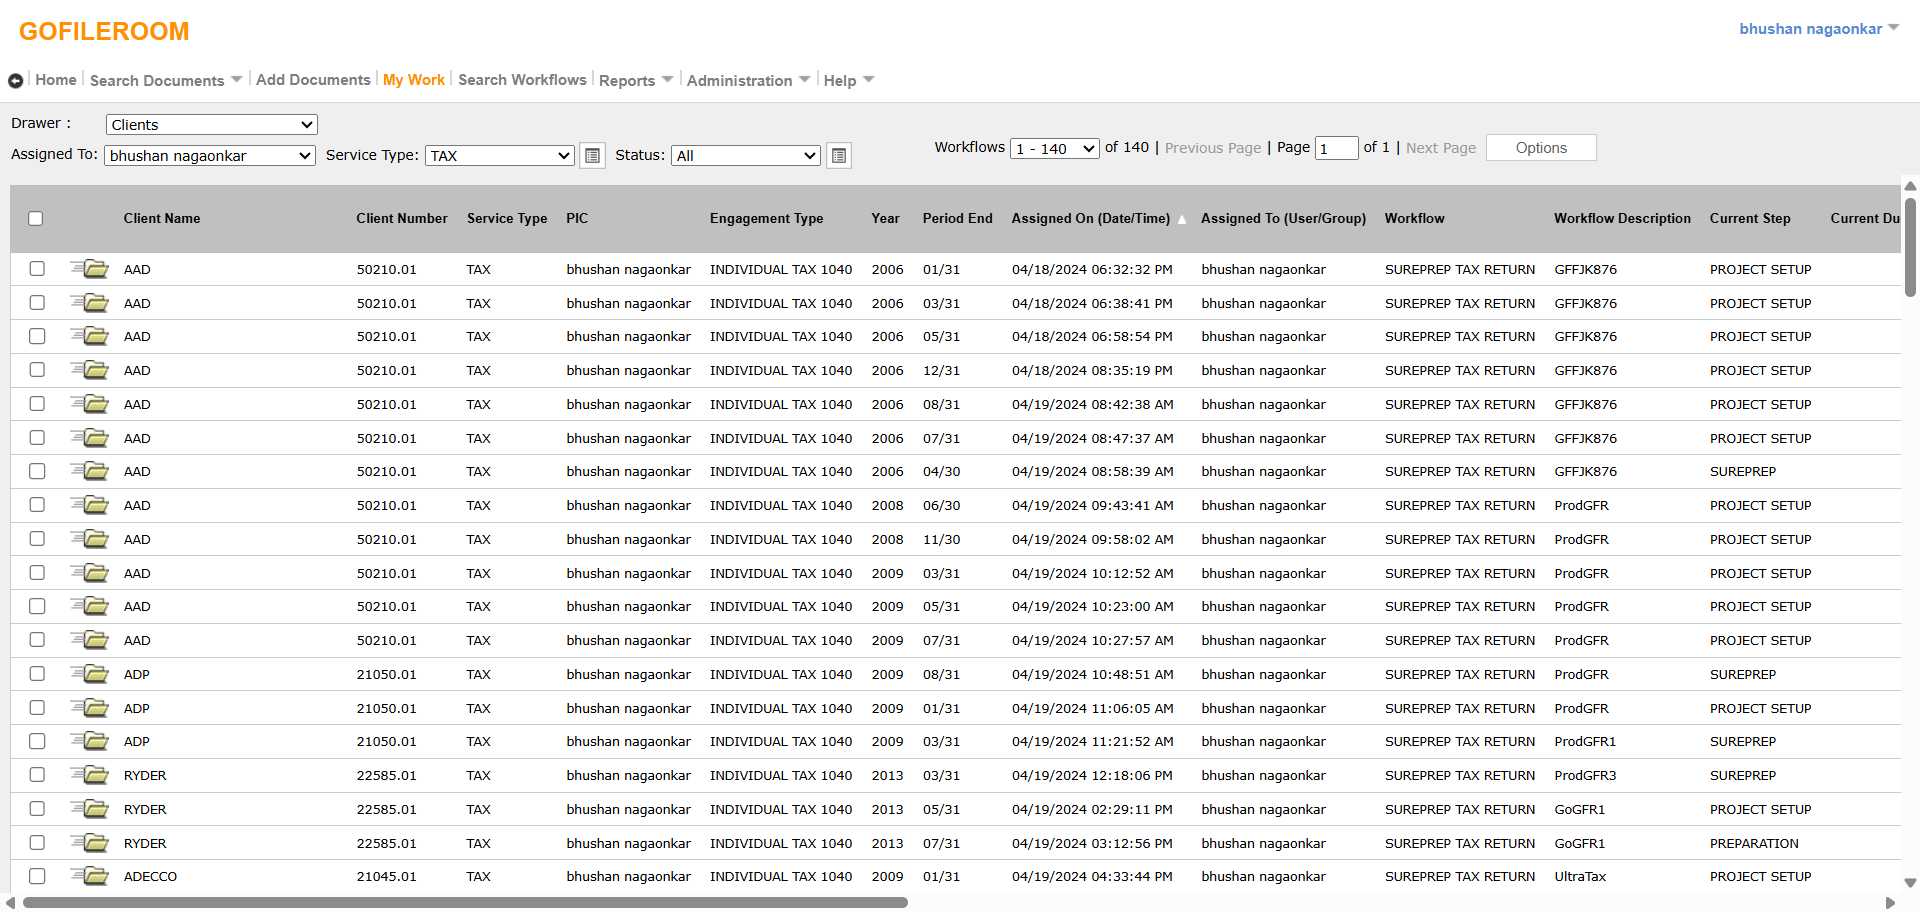 GOFILEROOM
bhushan nagaonkar
Home Search Documents Add Documents My Work Search Workflows Reports Administration Help
Drawer : Clients
Assigned To: bhushan nagaonkar Service Type: TAX Status: All Workflows 1 - 140 of 140 | Previous Page | Page 1 of 1 | Next Page Options
Client Name Client Number Service Type PIC Engagement Type Year Period End Assigned On (Date/Time) Assigned To (User/Group) Workflow Workflow Description Current Step Current Du
AAD 50210.01 TAX bhushan nagaonkar INDIVIDUAL TAX 1040 2006 01/31 04/18/2024 06:32:32 PM bhushan nagaonkar SUREPREP TAX RETURN GFFJK876 PROJECT SETUP
AAD 50210.01 TAX bhushan nagaonkar INDIVIDUAL TAX 1040 2006 03/31 04/18/2024 06:38:41 PM bhushan nagaonkar SUREPREP TAX RETURN GFFJK876 PROJECT SETUP
AAD 50210.01 TAX bhushan nagaonkar INDIVIDUAL TAX 1040 2006 05/31 04/18/2024 06:58:54 PM bhushan nagaonkar SUREPREP TAX RETURN GFFJK876 PROJECT SETUP
AAD 50210.01 TAX bhushan nagaonkar INDIVIDUAL TAX 1040 2006 12/31 04/18/2024 08:35:19 PM bhushan nagaonkar SUREPREP TAX RETURN GFFJK876 PROJECT SETUP
AAD 50210.01 TAX bhushan nagaonkar INDIVIDUAL TAX 1040 2006 08/31 04/19/2024 08:42:38 AM bhushan nagaonkar SUREPREP TAX RETURN GFFJK876 PROJECT SETUP
AAD 50210.01 TAX bhushan nagaonkar INDIVIDUAL TAX 1040 2006 07/31 04/19/2024 08:47:37 AM bhushan nagaonkar SUREPREP TAX RETURN GFFJK876 PROJECT SETUP
AAD 50210.01 TAX bhushan nagaonkar INDIVIDUAL TAX 1040 2006 04/30 04/19/2024 08:58:39 AM bhushan nagaonkar SUREPREP TAX RETURN GFFJK876 SUREPREP
AAD 50210.01 TAX bhushan nagaonkar INDIVIDUAL TAX 1040 2008 06/30 04/19/2024 09:43:41 AM bhushan nagaonkar SUREPREP TAX RETURN ProdGFR PROJECT SETUP
AAD 50210.01 TAX bhushan nagaonkar INDIVIDUAL TAX 1040 2008 11/30 04/19/2024 09:58:02 AM bhushan nagaonkar SUREPREP TAX RETURN ProdGFR PROJECT SETUP
AAD 50210.01 TAX bhushan nagaonkar INDIVIDUAL TAX 1040 2009 03/31 04/19/2024 10:12:52 AM bhushan nagaonkar SUREPREP TAX RETURN ProdGFR PROJECT SETUP
AAD 50210.01 TAX bhushan nagaonkar INDIVIDUAL TAX 1040 2009 05/31 04/19/2024 10:23:00 AM bhushan nagaonkar SUREPREP TAX RETURN ProdGFR PROJECT SETUP
AAD 50210.01 TAX bhushan nagaonkar INDIVIDUAL TAX 1040 2009 07/31 04/19/2024 10:27:57 AM bhushan nagaonkar SUREPREP TAX RETURN ProdGFR PROJECT SETUP
ADP 21050.01 TAX bhushan nagaonkar INDIVIDUAL TAX 1040 2009 08/31 04/19/2024 10:48:51 AM bhushan nagaonkar SUREPREP TAX RETURN ProdGFR SUREPREP
ADP 21050.01 TAX bhushan nagaonkar INDIVIDUAL TAX 1040 2009 01/31 04/19/2024 11:06:05 AM bhushan nagaonkar SUREPREP TAX RETURN ProdGFR PROJECT SETUP
ADP 21050.01 TAX bhushan nagaonkar INDIVIDUAL TAX 1040 2009 03/31 04/19/2024 11:21:52 AM bhushan nagaonkar SUREPREP TAX RETURN ProdGFR1 SUREPREP
RYDER 22585.01 TAX bhushan nagaonkar INDIVIDUAL TAX 1040 2013 03/31 04/19/2024 12:18:06 PM bhushan nagaonkar SUREPREP TAX RETURN ProdGFR3 SUREPREP
RYDER 22585.01 TAX bhushan nagaonkar INDIVIDUAL TAX 1040 2013 05/31 04/19/2024 02:29:11 PM bhushan nagaonkar SUREPREP TAX RETURN GoGFR1 PROJECT SETUP
RYDER 22585.01 TAX bhushan nagaonkar INDIVIDUAL TAX 1040 2013 07/31 04/19/2024 03:12:56 PM bhushan nagaonkar SUREPREP TAX RETURN GoGFR1 PREPARATION
ADECCO 21045.01 TAX bhushan nagaonkar INDIVIDUAL TAX 1040 2009 01/31 04/19/2024 04:33:44 PM bhushan nagaonkar SUREPREP TAX RETURN UltraTax PROJECT SETUP